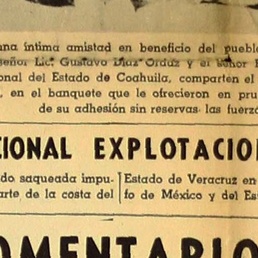 una íntima amistad en beneficio del pueblo
señor Lic. Gustavo Díaz Ordaz y el señor
onal del Estado de Coahuila, comparten el
, en el banquete que le ofrecieron en pru
de su adhesión sin reservas, las fuerzo
CIONAL EXPLOTACION
do saqueada impu-
arte de la costa del
Estado de Veracruz en
fo de México y del Es
OMENTARIO